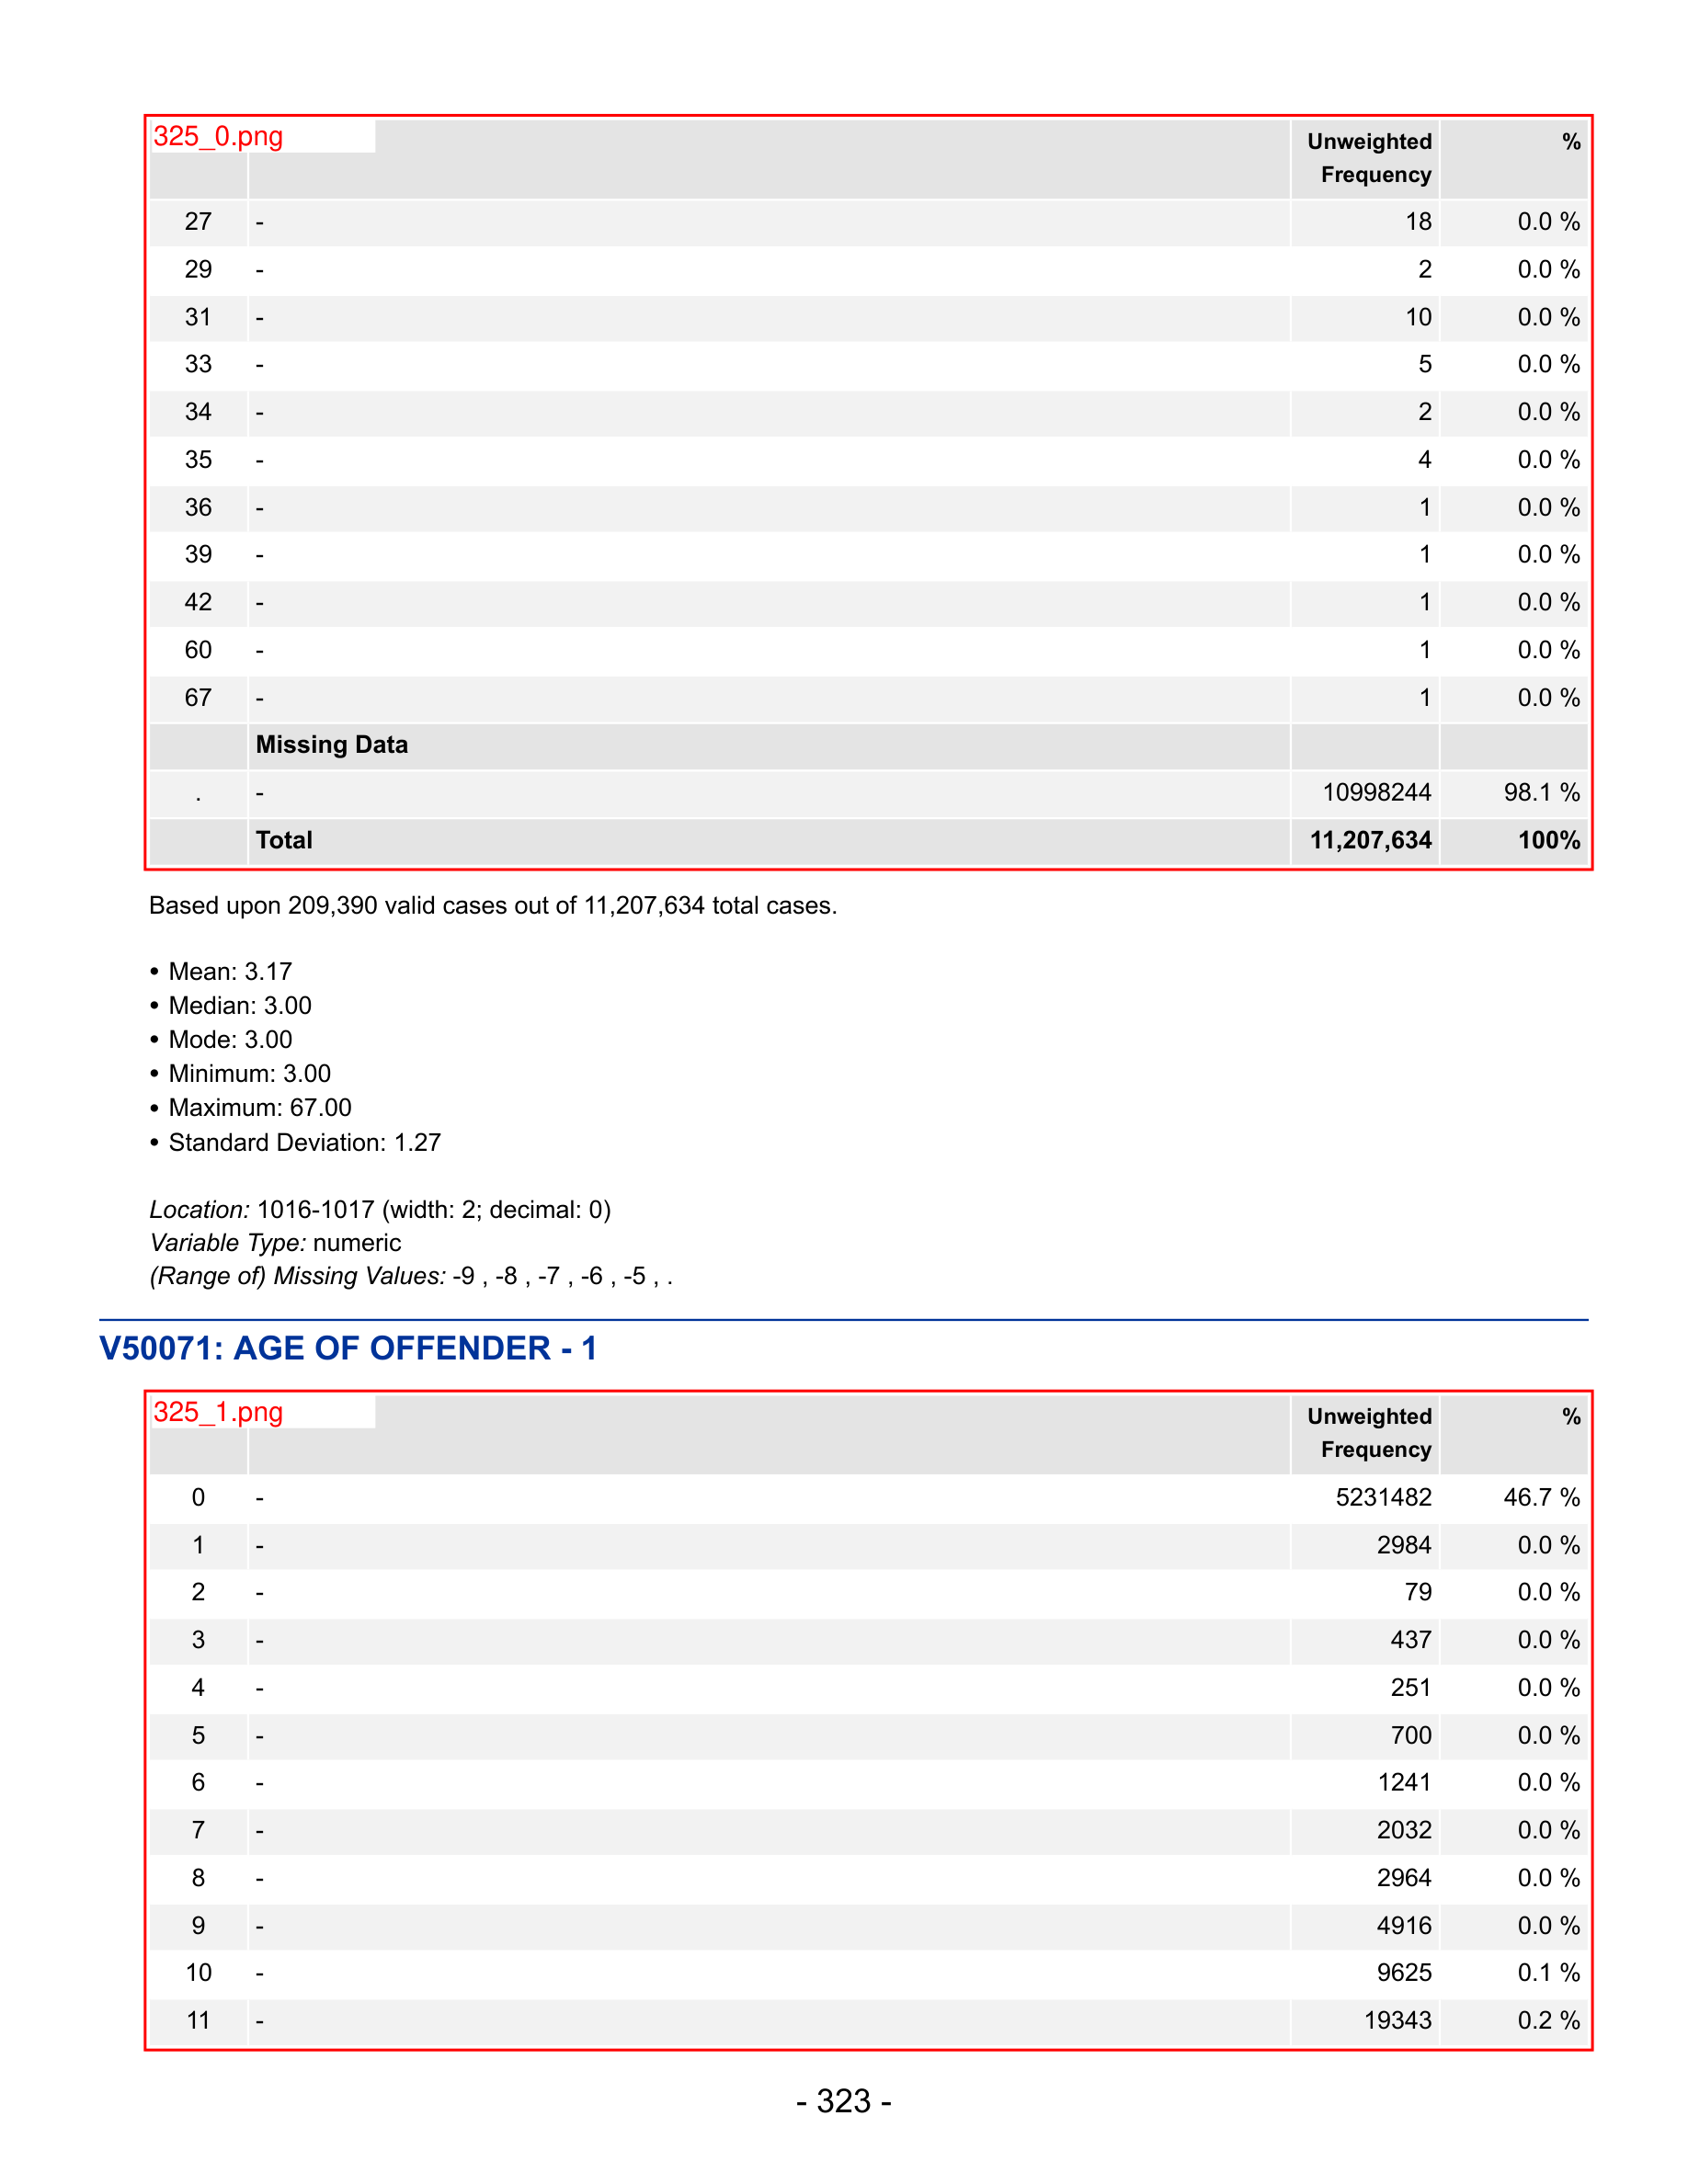 325_0.png
Unweighted Frequency %
27 - 18 0.0 %
29 - 2 0.0 %
31 - 10 0.0 %
33 - 5 0.0 %
34 - 2 0.0 %
35 - 4 0.0 %
36 - 1 0.0 %
39 - 1 0.0 %
42 - 1 0.0 %
60 - 1 0.0 %
67 - 1 0.0 %
Missing Data
. - 10998244 98.1 %
Total 11,207,634 100%
Based upon 209,390 valid cases out of 11,207,634 total cases.
• Mean: 3.17
• Median: 3.00
• Mode: 3.00
• Minimum: 3.00
• Maximum: 67.00
• Standard Deviation: 1.27
Location: 1016-1017 (width: 2; decimal: 0)
Variable Type: numeric
(Range of) Missing Values: -9 , -8 , -7 , -6 , -5 , .
V50071: AGE OF OFFENDER - 1
325_1.png
Unweighted Frequency %
0 - 5231482 46.7 %
1 - 2984 0.0 %
2 - 79 0.0 %
3 - 437 0.0 %
4 - 251 0.0 %
5 - 700 0.0 %
6 - 1241 0.0 %
7 - 2032 0.0 %
8 - 2964 0.0 %
9 - 4916 0.0 %
10 - 9625 0.1 %
11 - 19343 0.2 %
- 323 -